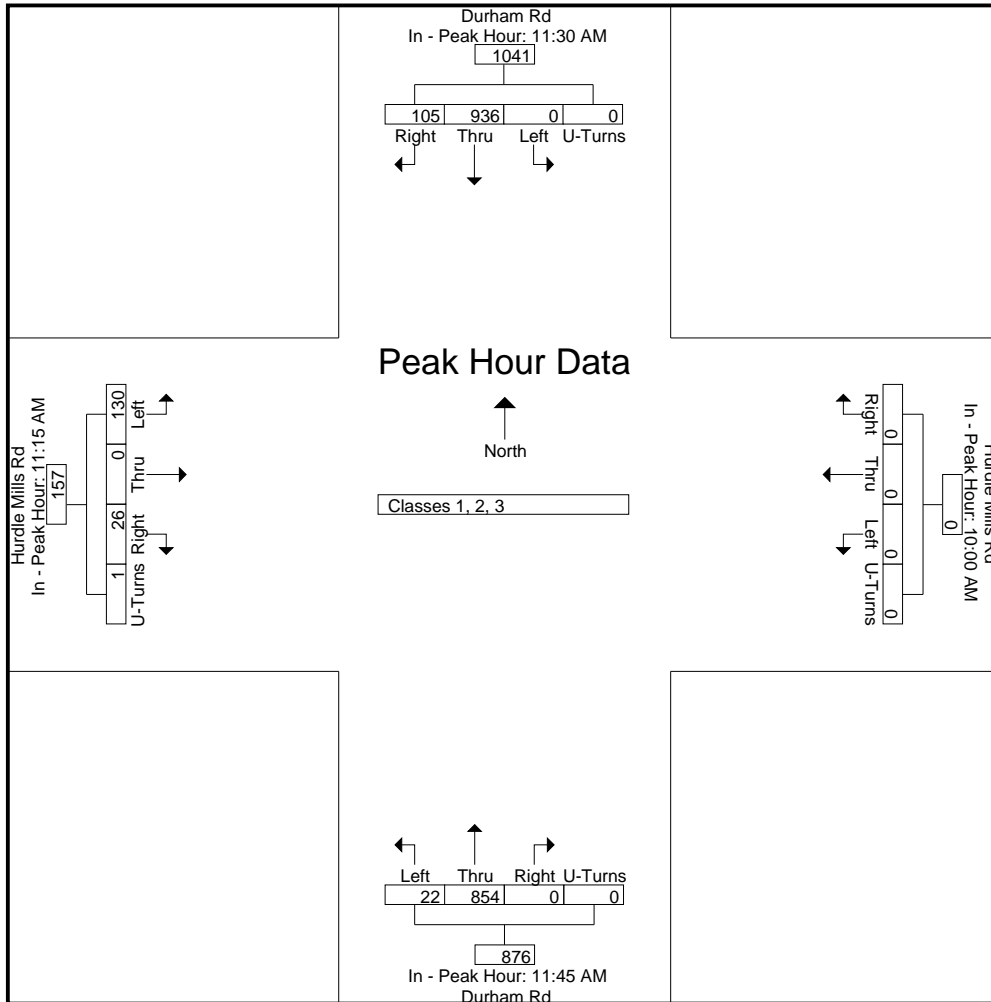 Durham Rd
In - Peak Hour: 11:30 AM
1041
105 936 0 0
Right Thru Left U-Turns
Peak Hour Data
North
Classes 1, 2, 3
Hurdle Mills Rd
In - Peak Hour: 11:15 AM
157
130 0 26 1
Left Thru Right U-Turns
Right Thru Left U-Turns
0 0 0 0
0
In - Peak Hour: 10:00 AM
Hurdle Mills Rd
Left Thru Right U-Turns
22 854 0 0
876
In - Peak Hour: 11:45 AM
Durham Rd